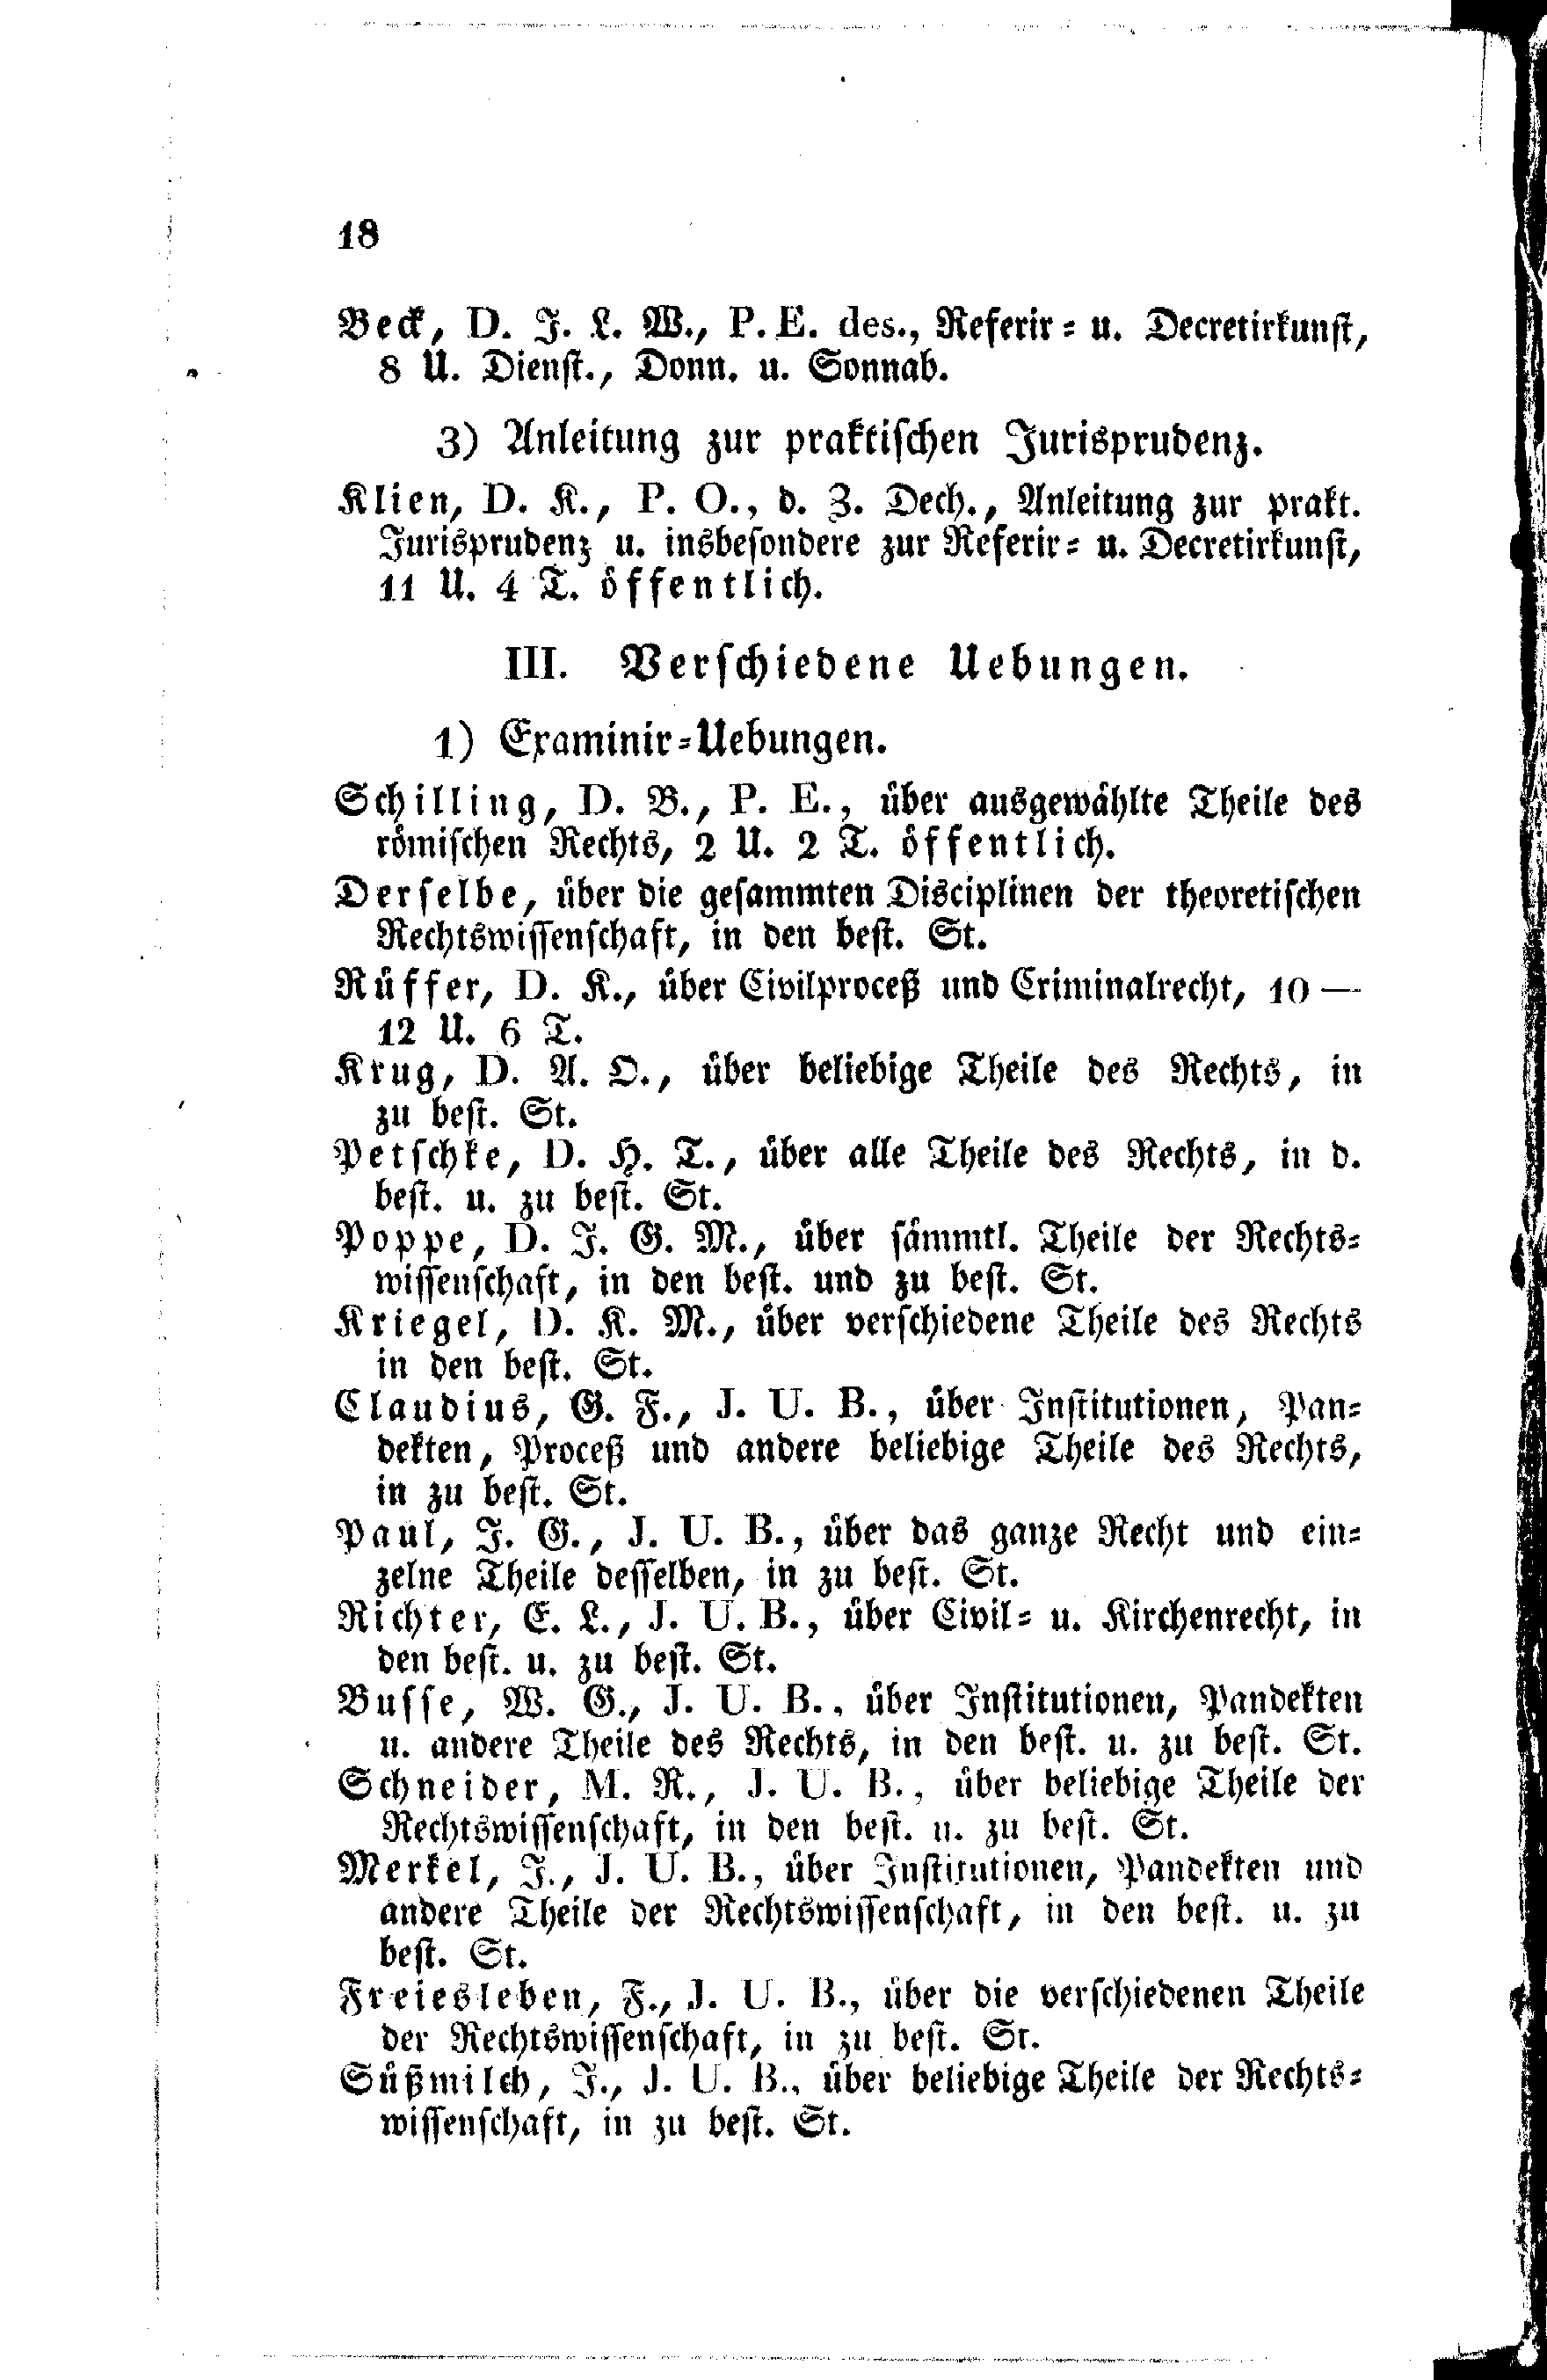 18
Beck, D. J. L. W., P. E. des., Referir- u. Decretirkunst,
8 U. Dienst., Donn. u. Sonnab.
3) Anleitung zur praktischen Jurisprudenz.
Klien, D. K., P. O., d. Z. Dech., Anleitung zur prakt.
Jurisprudenz u. insbesondere zur Referir- u. Decretirkunst,
11 U. 4 T. öffentlich.
III. Verschiedene Uebungen.
1) Examinir-Uebungen.
Schilling, D. B., P. E., über ausgewählte Theile des
römischen Rechts, 2 U. 2 T. öffentlich.
Derselbe, über die gesammten Disciplinen der theoretischen
Rechtswissenschaft, in den best. St.
Rüffer, D. K., über Civilproceß und Criminalrecht, 10—
12 U. 6 T.
Krug, D. A. O., über beliebige Theile des Rechts, in
zu best. St.
Petschke, D. H. T., über alle Theile des Rechts, in d.
best. u. zu best. St.
Poppe, D. J. G. M., über sämmtl. Theile der Rechts-
wissenschaft, in den best. und zu best. St.
Kriegel, D. K. M., über verschiedene Theile des Rechts
in den best. St.
Claudius, G. F., J. U. B., über Institutionen, Pan-
dekten, Proceß und andere beliebige Theile des Rechts,
in zu best. St.
Paul, J. G., J. U. B., über das ganze Recht und ein-
zelne Theile desselben, in zu best. St.
Richter, E. L., J. U. B., über Civil- u. Kirchenrecht, in
den best. u. zu best. St.
Busse, W. G., J. U. B., über Institutionen, Pandekten
u. andere Theile des Rechts, in den best. u. zu best. St.
Schneider, M. R., J. U. B., über beliebige Theile der
Rechtswissenschaft, in den best. u. zu best. St.
Merkel, J., J. U. B., über Institutionen, Pandekten und
andere Theile der Rechtswissenschaft, in den best. u. zu
best. St.
Freiesleben, F., J. U. B., über die verschiedenen Theile
der Rechtswissenschaft, in zu best. St.
Süßmilch, J., J. U. B., über beliebige Theile der Rechts-
wissenschaft, in zu best. St.